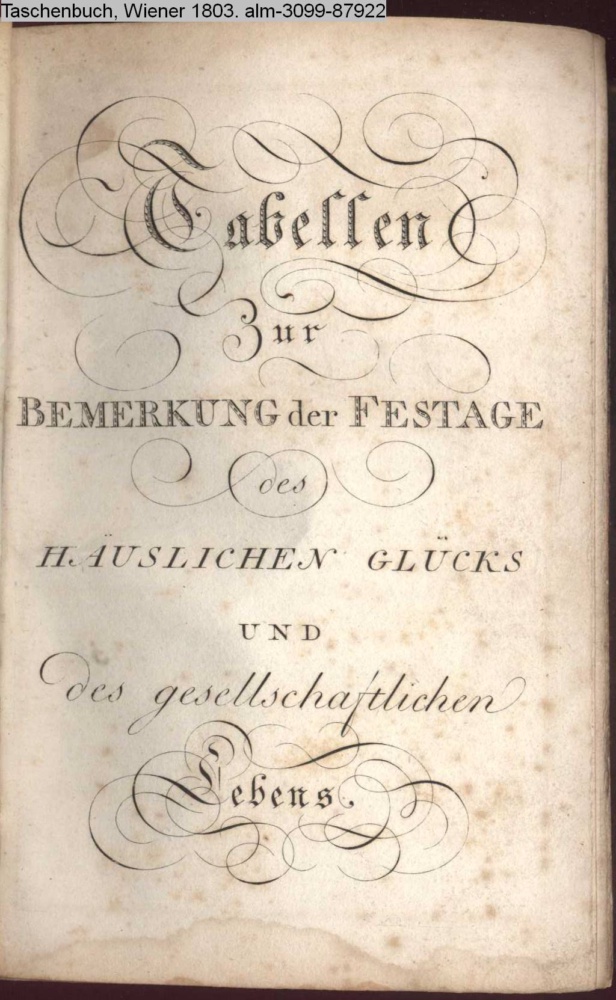 Taschenbuch, Wiener 1803. alm-3099-87922
Tabellen
Zur
BEMERKUNG der FESTAGE
des
HÄUSLICHEN GLÜCKS
UND
des gesellschaftlichen
Lebens.